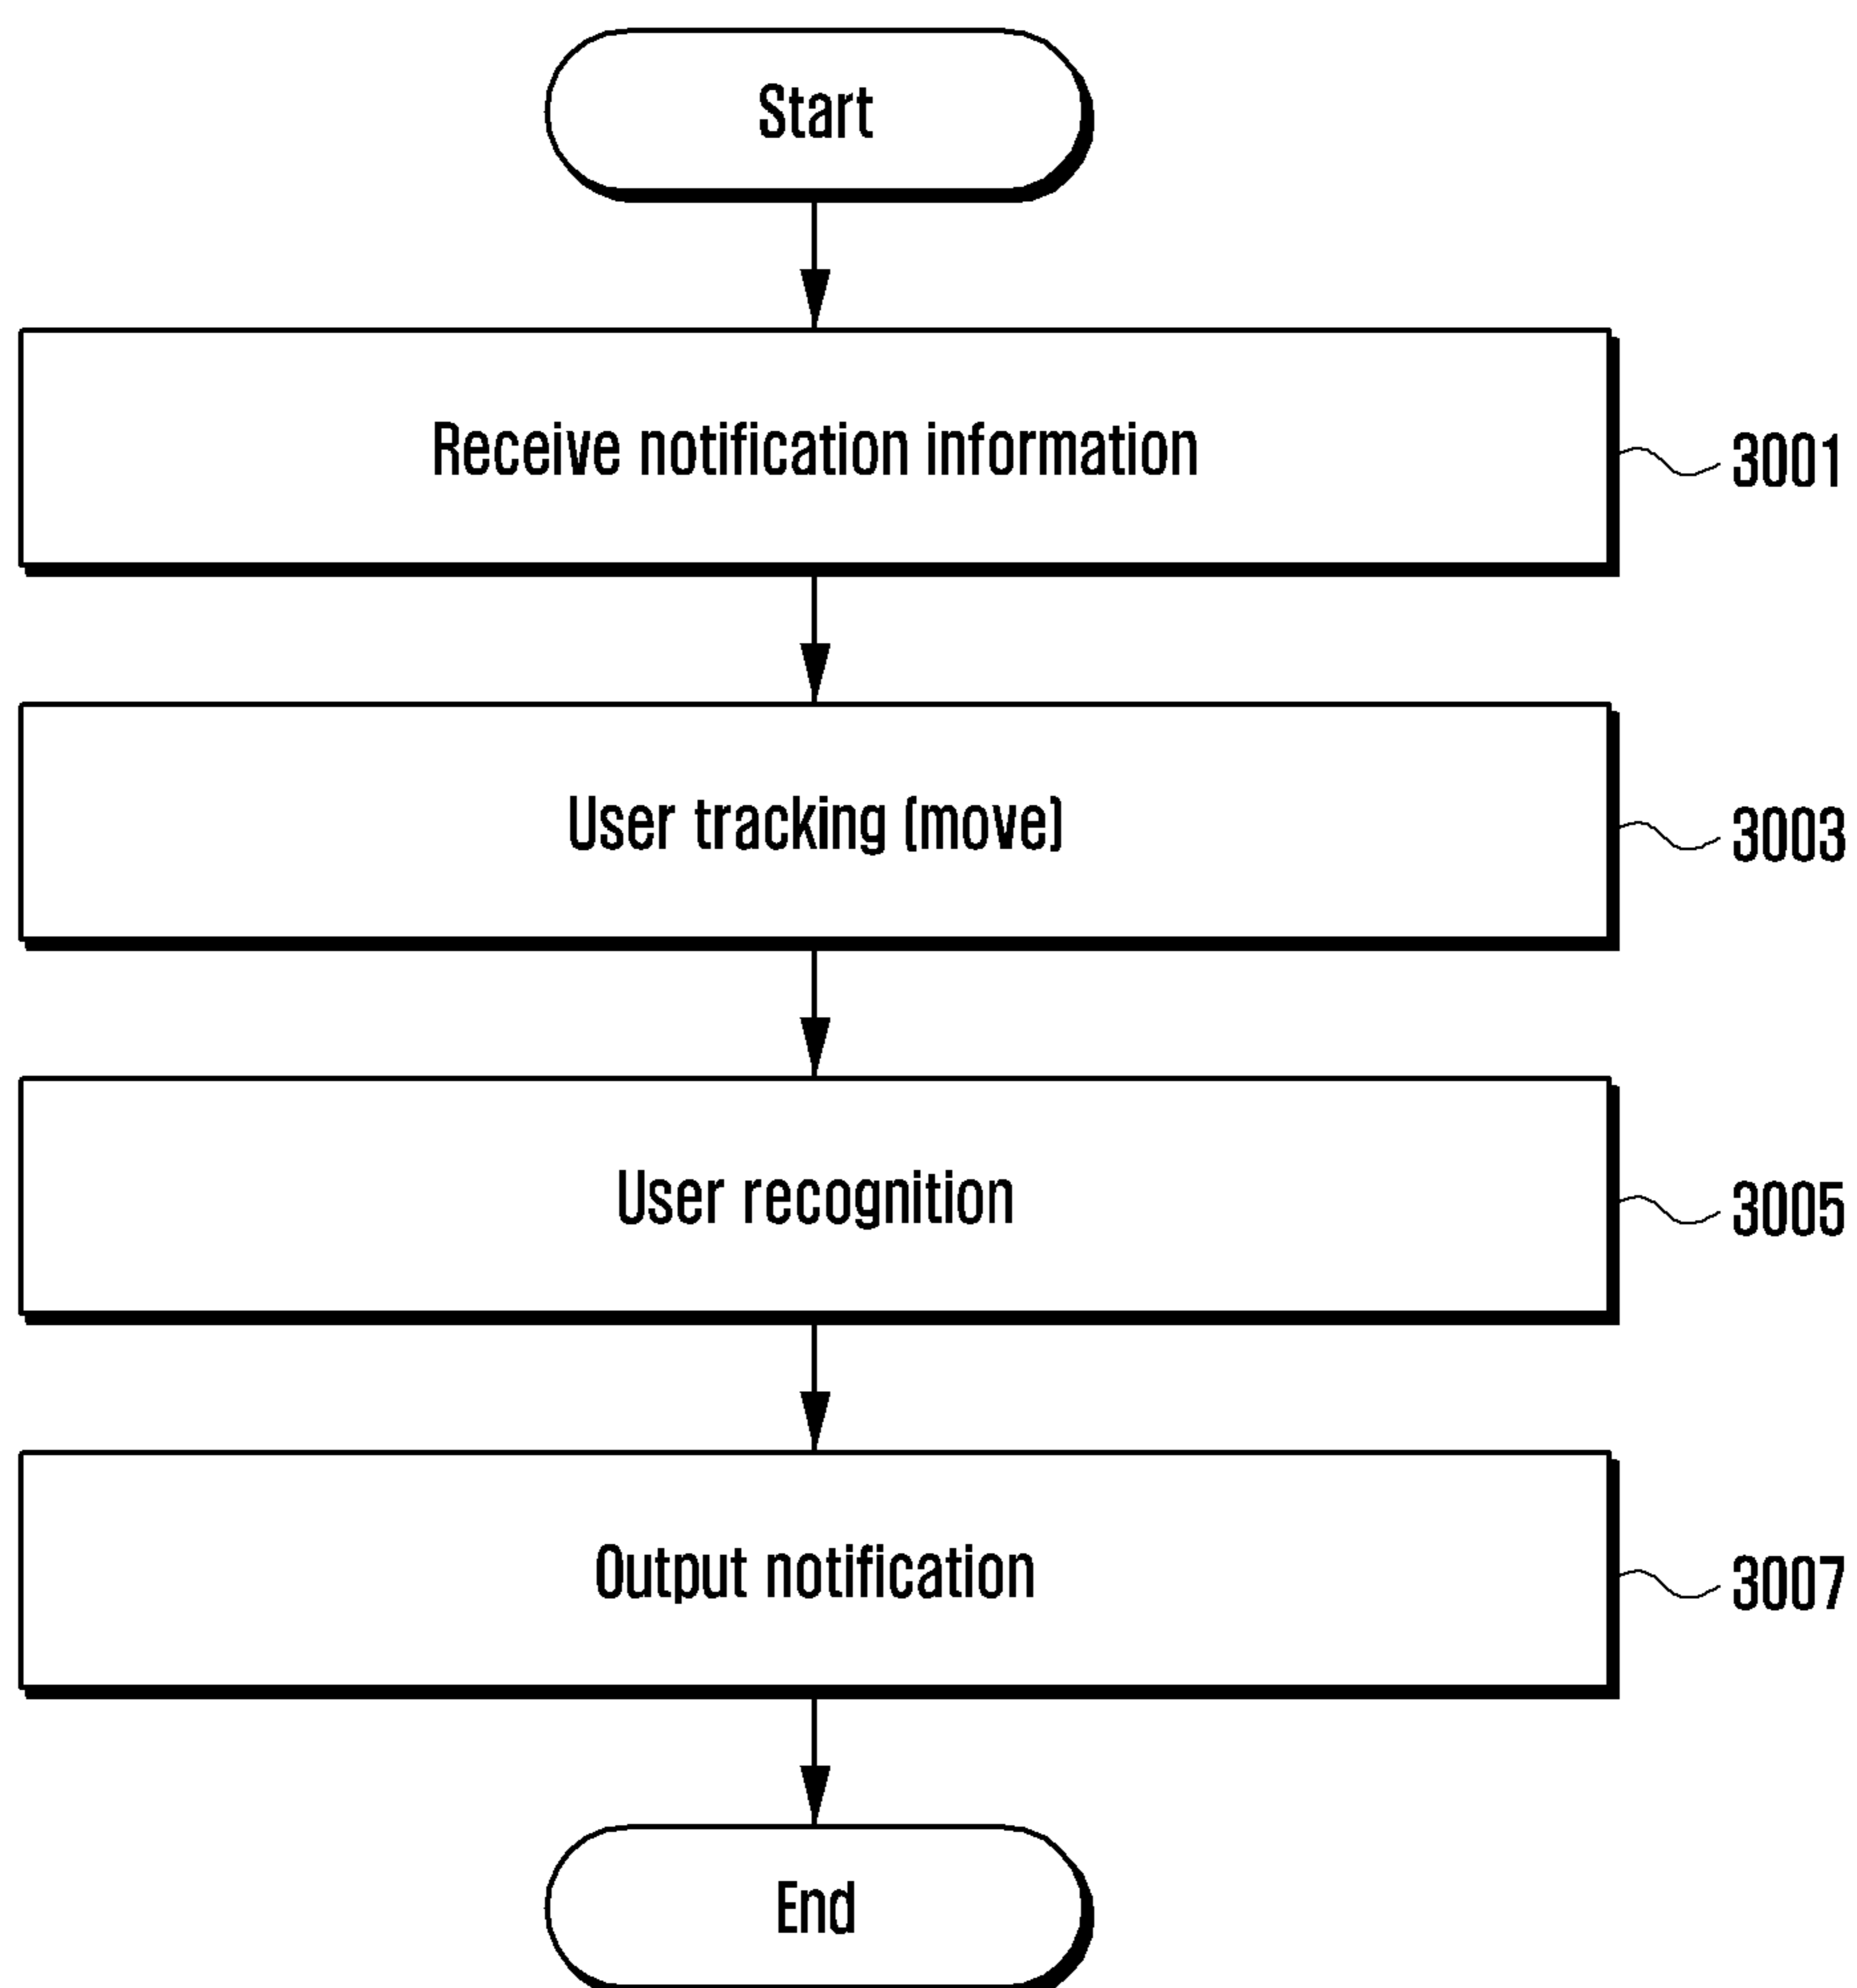 Start
Receive notification information
3001
User tracking (move)
3003
User recognition
3005
Output notification
3007
End